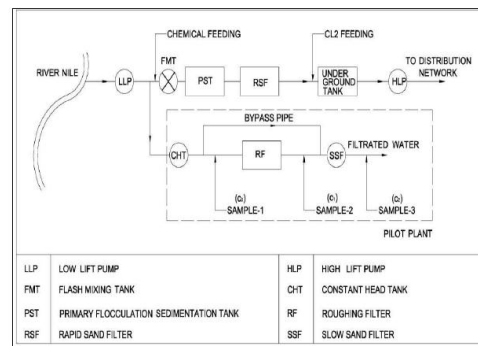 CHEMICAL FEEDING
CL2 FEEDING
FMT
TO DISTRIBUTION
NETWORK
RIVER NILE
LLP
PST
RSF
UNDER
GROUND
TANK
HLP
BYPASS PIPE
FILTRATED WATER
CHT
RF
SSF
SAMPLE-1
SAMPLE-2
SAMPLE-3
PILOT PLANT
LLP LOW LIFT PUMP HLP HIGH LIFT PUMP
FMT FLASH MIXING TANK CHT CONSTANT HEAD TANK
PST PRIMARY FLOCCULATION SEDIMENTATION TANK RF ROUGHING FILTER
RSF RAPID SAND FILTER SSF SLOW SAND FILTER